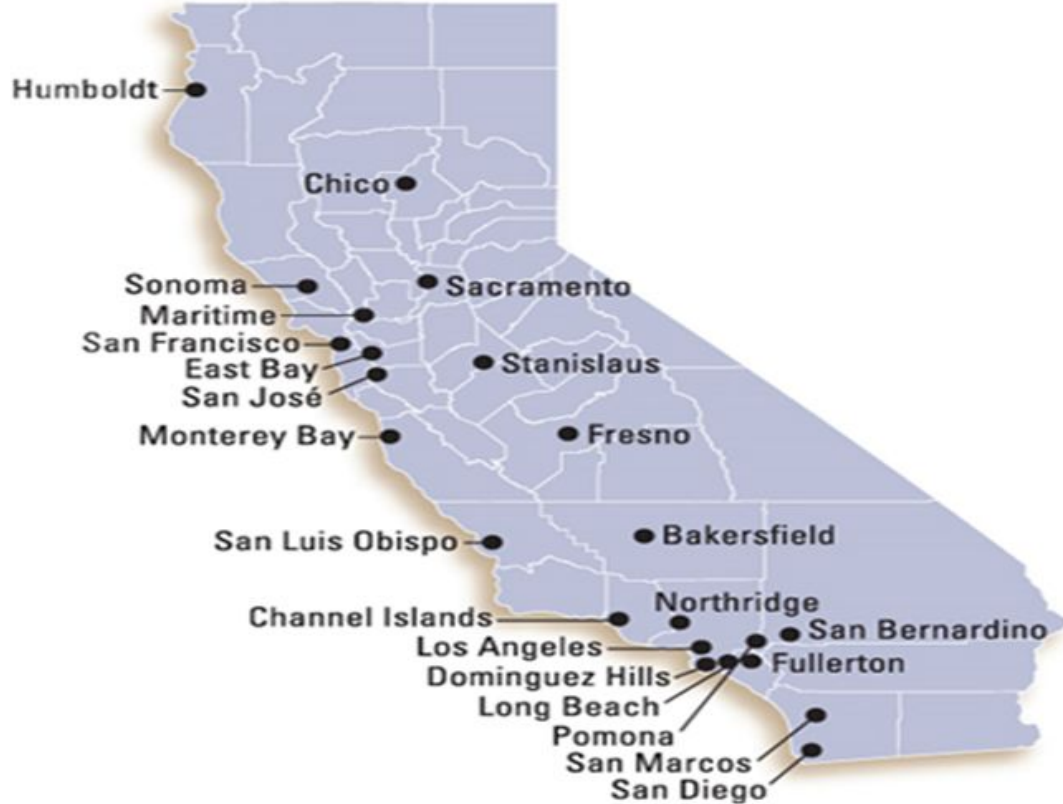 Humboldt
Chico
Sonoma
Sacramento
Maritime
San Francisco
East Bay
Stanislaus
San José
Monterey Bay
Fresno
San Luis Obispo
Bakersfield
Northridge
Channel Islands
San Bernardino
Los Angeles
Fullerton
Dominguez Hills
Long Beach
Pomona
San Marcos
San Diego